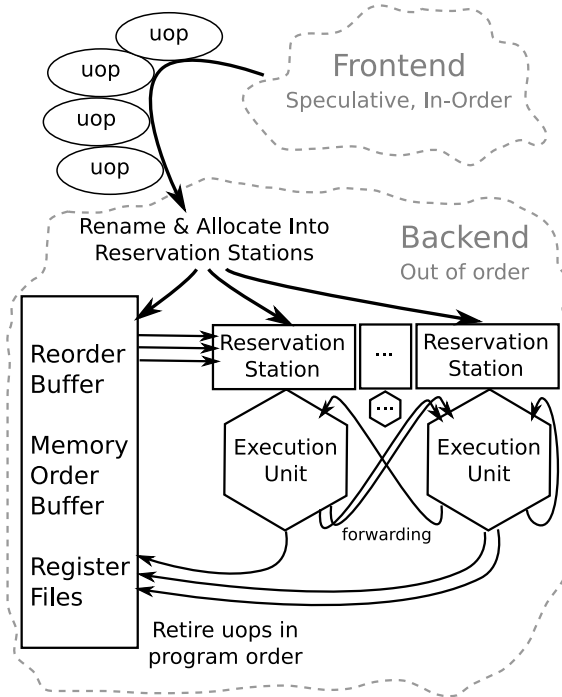 uop
uop
uop
uop
Frontend
Speculative, In-Order
Rename & Allocate Into
Reservation Stations
Backend
Out of order
Reorder
Buffer
Memory
Order
Buffer
Register
Files
Reservation
Station
...
Reservation
Station
...
Execution
Unit
Execution
Unit
forwarding
Retire uops in
program order